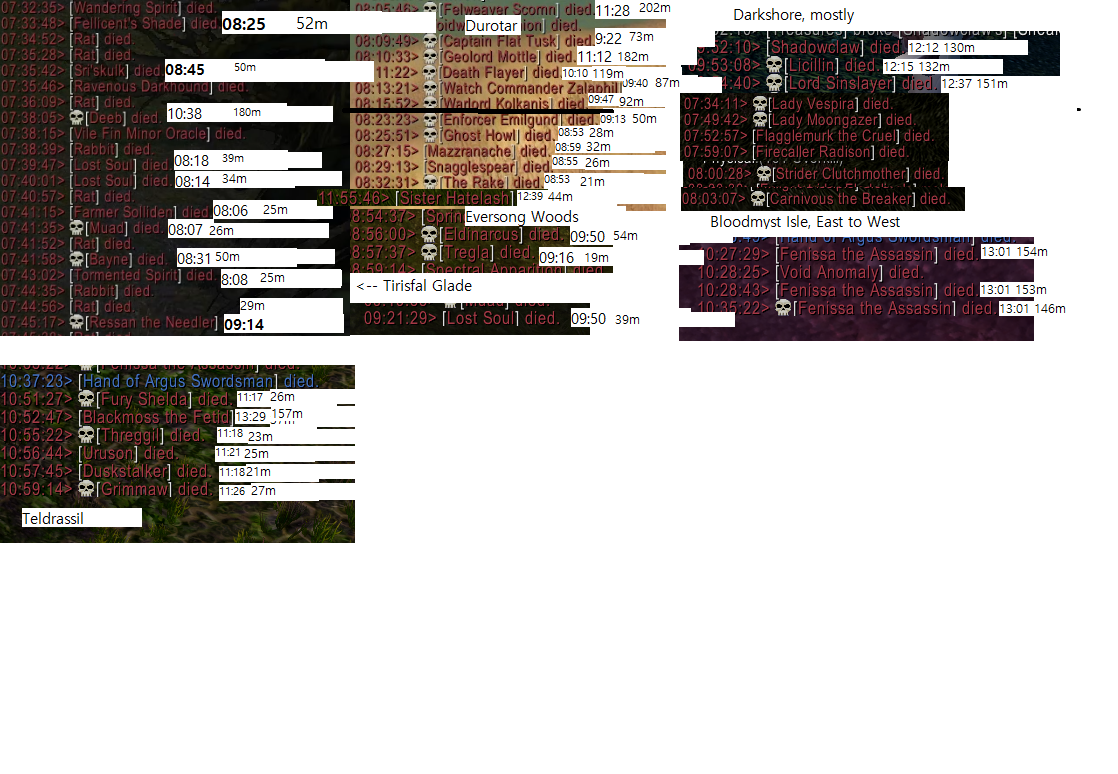 07:32:35> [Wandering Spirit] died.
07:33:48> [Fellicent's Shade] died. 08:25 52m
07:34:52> [Rat] died.
07:35:40> [Rat] died.
07:35:42> [Sri'skulk] died. 08:45 50m
07:35:46> [Ravenous Darkhound] died.
07:36:09> [Rat] died.
07:38:05> [Deeb] died. 10:38 180m
07:38:15> [Vile Fin Minor Oracle] died.
07:38:39> [Rabbit] died.
07:39:47> [Lost Soul] died. 08:18 39m
07:40:01> [Lost Soul] died. 08:14 34m
07:40:57> [Rat] died.
07:41:15> [Farmer Solliden] died. 08:06 25m
07:41:35> [Muad] died. 08:07 26m
07:41:52> [Rat] died.
07:41:58> [Bayne] died. 08:31 50m
07:43:02> [Tormented Spirit] died. 8:08 25m
07:44:35> [Rabbit] died.
07:44:56> [Rat] died. 29m
07:45:17> [Ressan the Needler] 09:14
08:05:46> [Felweaver Scornn] died. 11:28 202m
Durotar
08:09:49> [Captain Flat Tusk] died. 9:22 73m
08:10:33> [Geolord Mottle] died. 11:12 182m
11:22> [Death Flayer] died. 10:10 119m
08:13:21> [Watch Commander Zalaphil 09:40 87m
08:15:52> [Warlord Kolkanis] died. 09:47 92m
08:23:23> [Enforcer Emilgund] died. 09:13 50m
08:25:51> [Ghost Howl] died. 08:53 28m
08:27:15> [Mazzranache] died. 08:59 32m
08:29:13> [Snagglespear] died. 08:55 26m
08:32:31> [The Rake] died. 08:53 21m
11:55:46> [Sister Hatelash] 12:39 44m
8:54:37> [Sprin Eversong Woods
8:56:00> [Eldinarcus] died. 09:50 54m
8:57:37> [Tregla] died. 09:16 19m
8:59:14> [Spectral Apparition] died.
<-- Tirisfal Glade
09:21:29> [Lost Soul] died. 09:50 39m
Darkshore, mostly
9:52:10> [Shadowclaw] died. 12:12 130m
09:53:08> [Licillin] died. 12:15 132m
4:40> [Lord Sinslayer] died. 12:37 151m
07:34:11> [Lady Vespira] died.
07:49:42> [Lady Moongazer] died.
07:52:57> [Flagglemurk the Cruel] died.
07:59:07> [Firecaller Radison] died.
08:00:28> [Strider Clutchmother] died.
08:03:07> [Carnivous the Breaker] died.
Bloodmyst Isle, East to West
[Hand of Argus Swordsman] died.
0:27:29> [Fenissa the Assassin] died. 13:01 154m
10:28:25> [Void Anomaly] died.
10:28:43> [Fenissa the Assassin] died. 13:01 153m
10:35:22> [Fenissa the Assassin] died. 13:01 146m
10:37:23> [Hand of Argus Swordsman] died.
10:51:27> [Fury Shelda] died. 11:17 26m
10:52:47> [Blackmoss the Fetid] 13:29 157m
10:55:22> [Threggil] died. 11:18 23m
10:56:44> [Uruson] died. 11:21 25m
10:57:45> [Duskstalker] died. 11:18 21m
10:59:14> [Grimmaw] died. 11:26 27m
Teldrassil